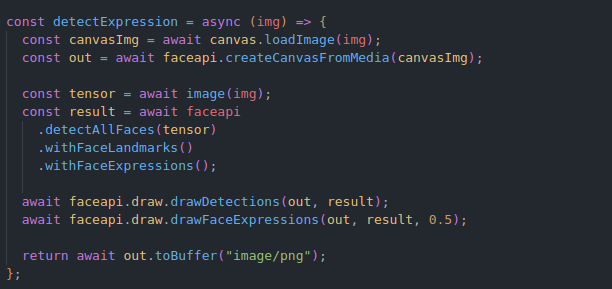 const detectExpression = async (img) => {
  const canvasImg = await canvas.loadImage(img);
  const out = await faceapi.createCanvasFromMedia(canvasImg);

  const tensor = await image(img);
  const result = await faceapi
    .detectAllFaces(tensor)
    .withFaceLandmarks()
    .withFaceExpressions();

  await faceapi.draw.drawDetections(out, result);
  await faceapi.draw.drawFaceExpressions(out, result, 0.5);

  return await out.toBuffer("image/png");
};